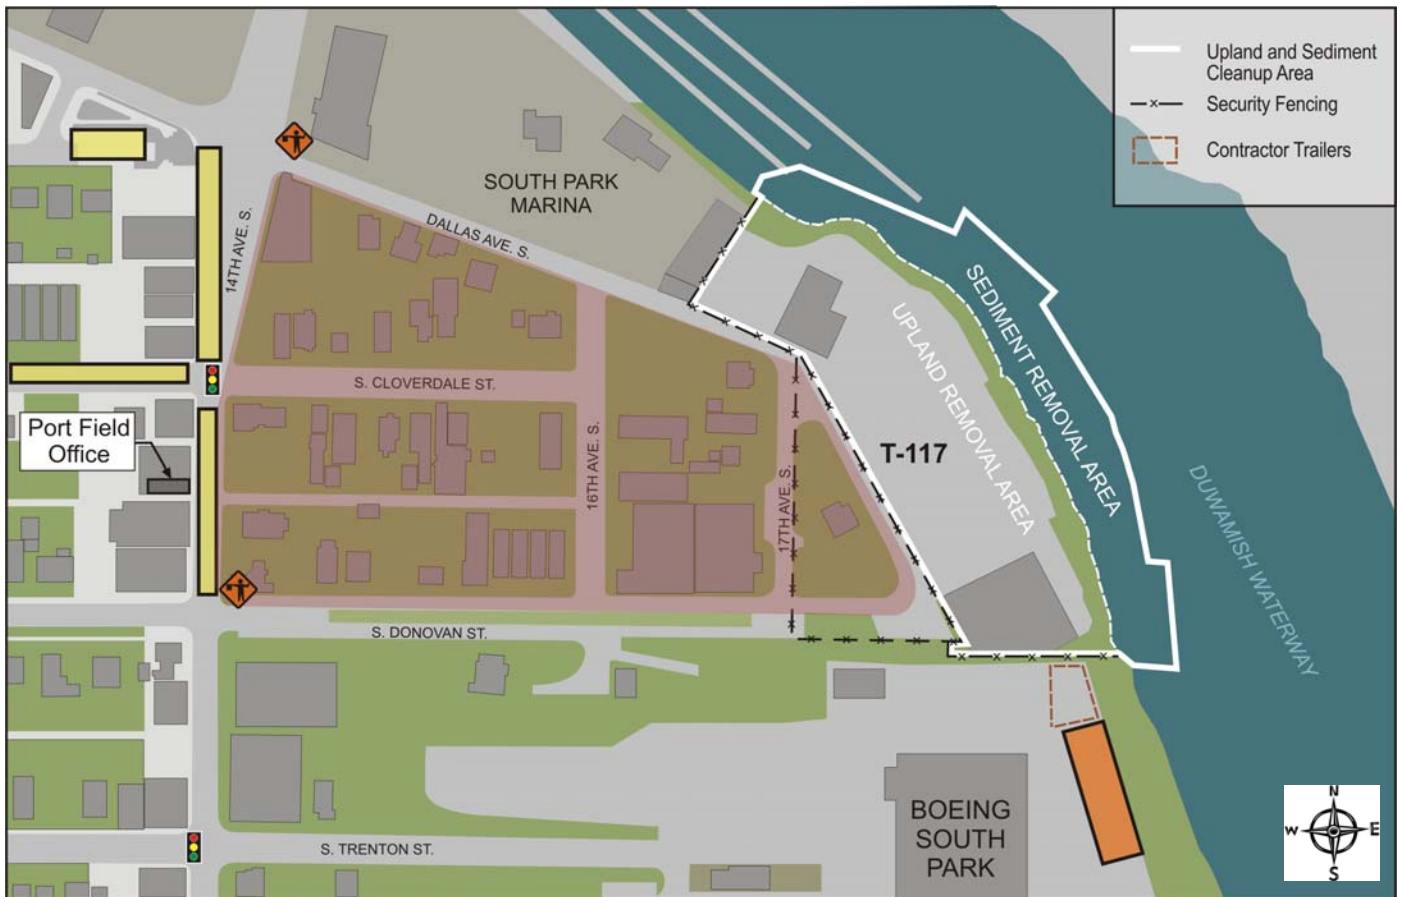 Upland and Sediment
Cleanup Area
Security Fencing
Contractor Trailers
SOUTH PARK
MARINA
DALLAS AVE. S.
14TH AVE. S.
SEDIMENT REMOVAL AREA
UPLAND REMOVAL AREA
S. CLOVERDALE ST.
Port Field
Office
T-117
16TH AVE. S.
17TH AVE. S.
DUWAMISH WATERWAY
S. DONOVAN ST.
BOEING
SOUTH
PARK
S. TRENTON ST.
N
W E
S